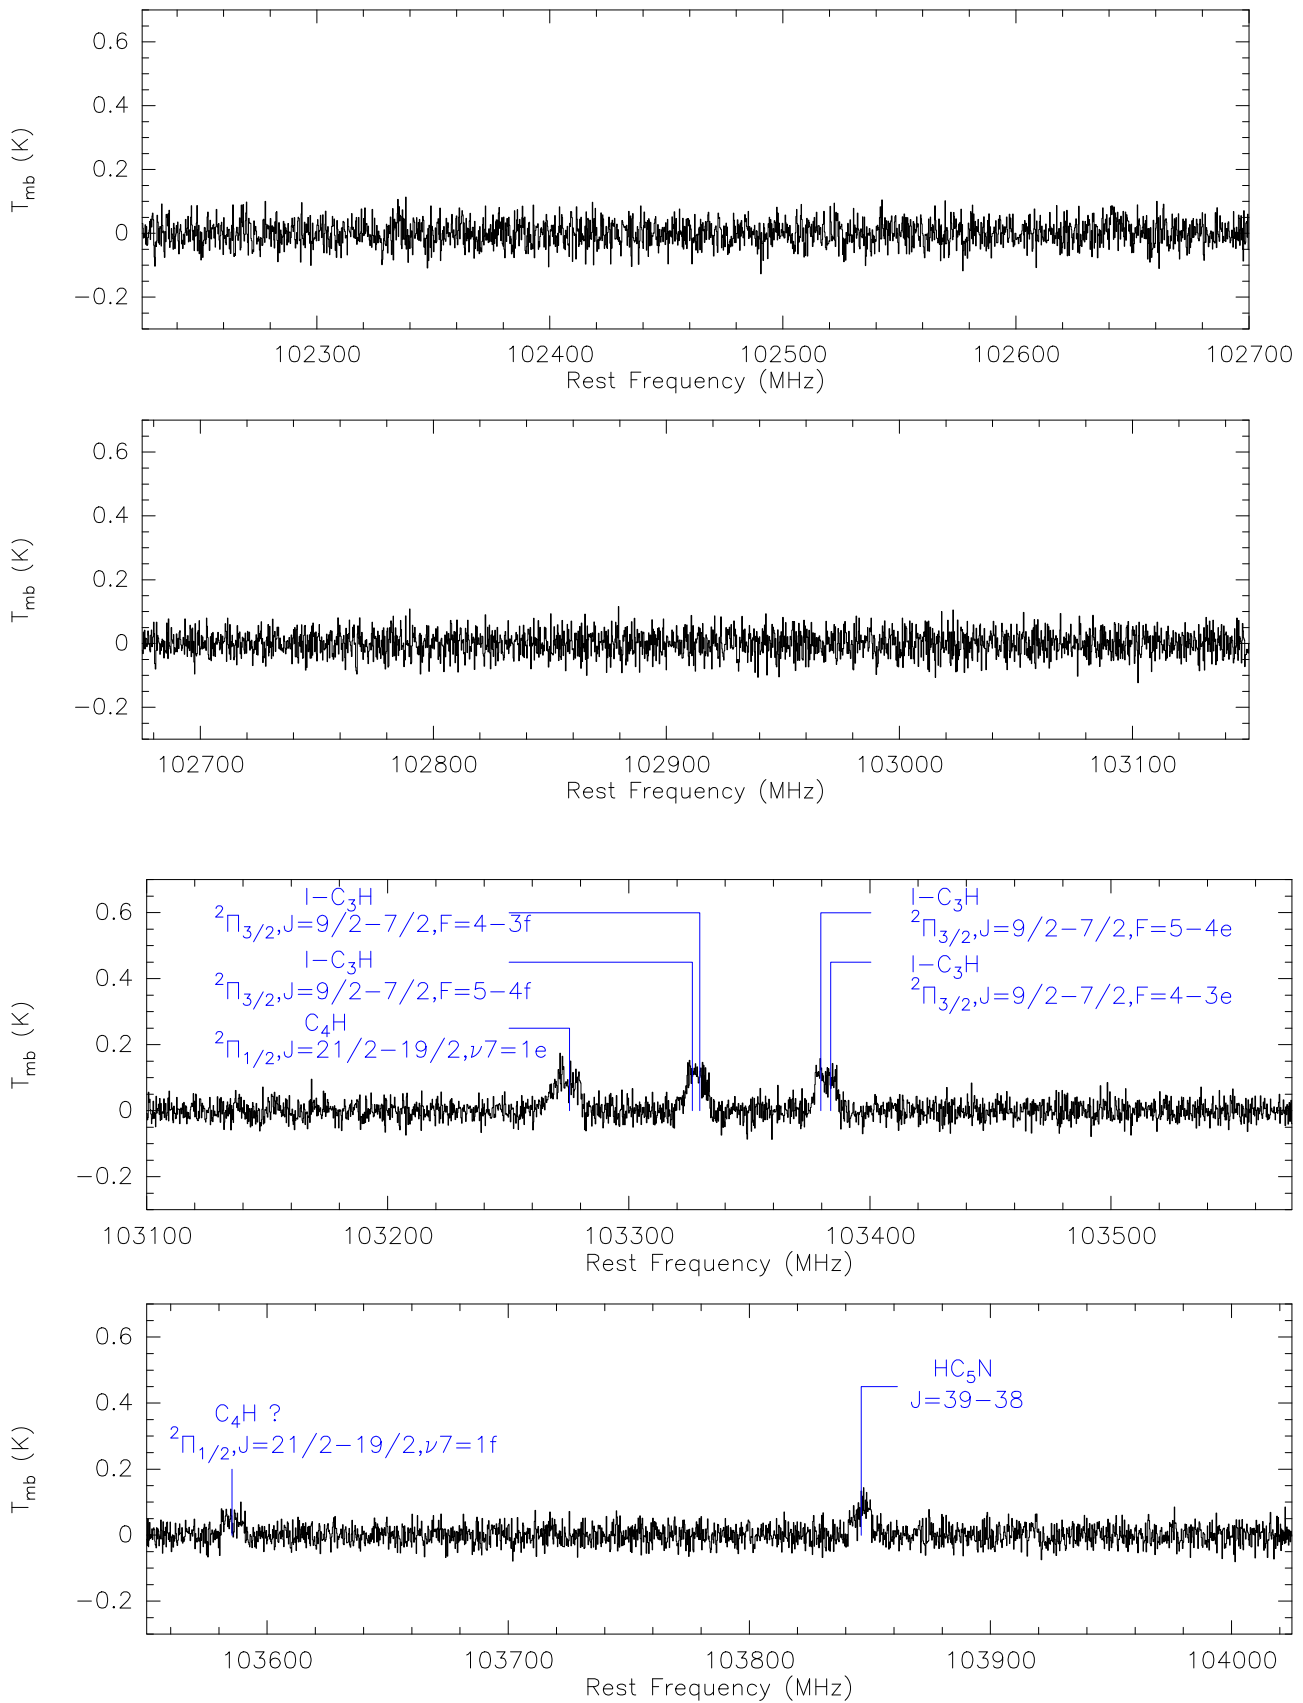 0.6
0.4
0.2
0
−0.2
T_mb (K)
102300 102400 102500 102600 102700
Rest Frequency (MHz)
0.6
0.4
0.2
0
−0.2
T_mb (K)
102700 102800 102900 103000 103100
Rest Frequency (MHz)
0.6
0.4
0.2
0
−0.2
T_mb (K)
l−C₃H
²Π₃/₂,J=9/2−7/2,F=4−3f
l−C₃H
²Π₃/₂,J=9/2−7/2,F=5−4f
C₄H
²Π₁/₂,J=21/2−19/2,ν7=1e
l−C₃H
²Π₃/₂,J=9/2−7/2,F=5−4e
l−C₃H
²Π₃/₂,J=9/2−7/2,F=4−3e
103100 103200 103300 103400 103500
Rest Frequency (MHz)
0.6
0.4
0.2
0
−0.2
T_mb (K)
C₄H ?
²Π₁/₂,J=21/2−19/2,ν7=1f
HC₅N
J=39−38
103600 103700 103800 103900 104000
Rest Frequency (MHz)